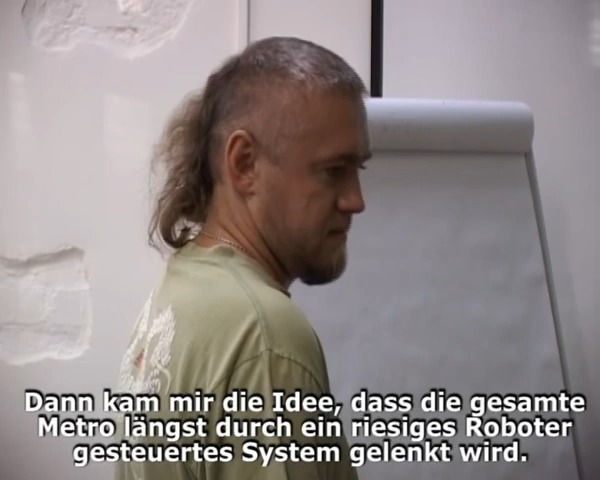 Dann kam mir die Idee, dass die gesamte
Metro längst durch ein riesiges Roboter
gesteuertes System gelenkt wird.